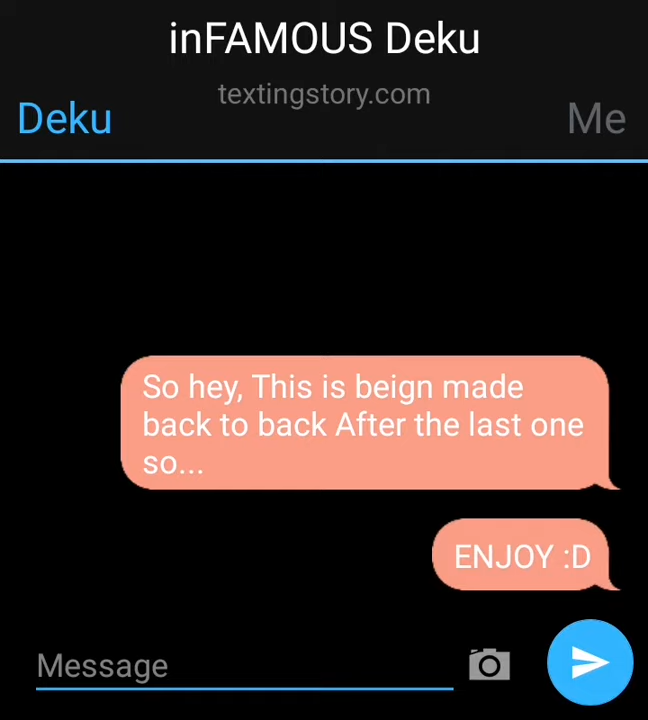 inFAMOUS Deku
textingstory.com
Deku
Me
So hey, This is beign made
back to back After the last one
so...
ENJOY :D
Message